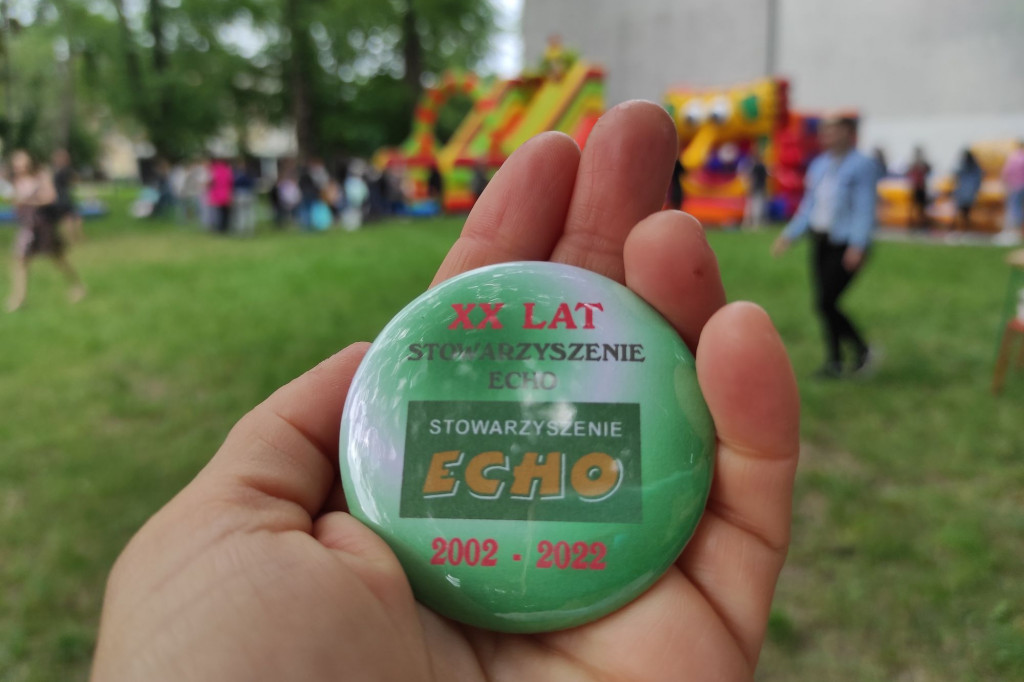 XX LAT
STOWARZYSZENIE
ECHO
STOWARZYSZENIE
ECHO
2002 - 2022